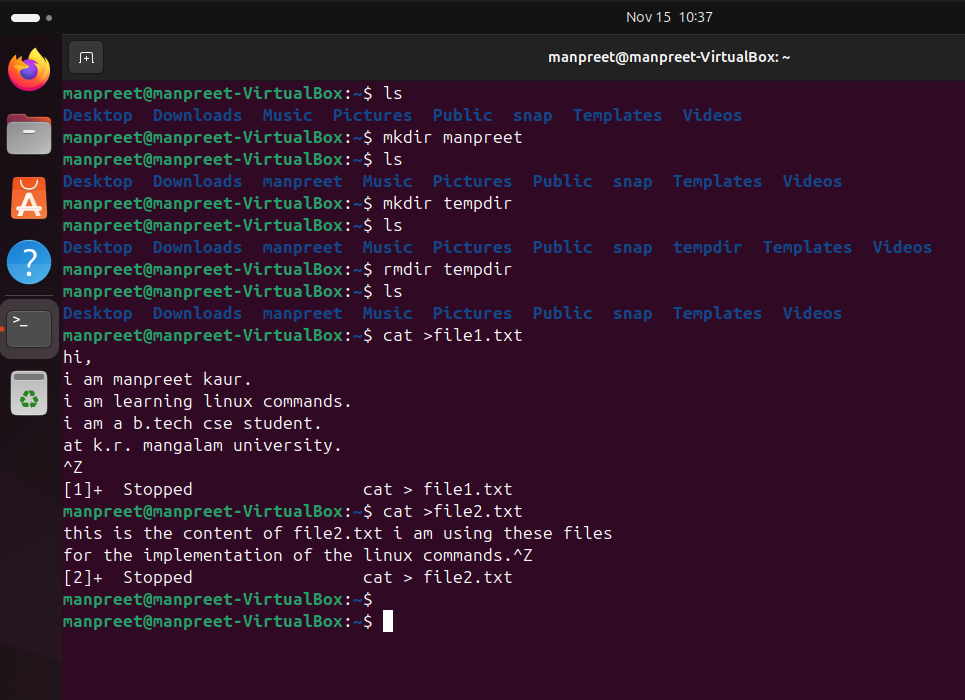 Nov 15 10:37
manpreet@manpreet-VirtualBox: ~
manpreet@manpreet-VirtualBox:~$ ls
Desktop  Downloads  Music  Pictures  Public  snap  Templates  Videos
manpreet@manpreet-VirtualBox:~$ mkdir manpreet
manpreet@manpreet-VirtualBox:~$ ls
Desktop  Downloads  manpreet  Music  Pictures  Public  snap  Templates  Videos
manpreet@manpreet-VirtualBox:~$ mkdir tempdir
manpreet@manpreet-VirtualBox:~$ ls
Desktop  Downloads  manpreet  Music  Pictures  Public  snap  tempdir  Templates  Videos
manpreet@manpreet-VirtualBox:~$ rmdir tempdir
manpreet@manpreet-VirtualBox:~$ ls
Desktop  Downloads  manpreet  Music  Pictures  Public  snap  Templates  Videos
manpreet@manpreet-VirtualBox:~$ cat >file1.txt
hi,
i am manpreet kaur.
i am learning linux commands.
i am a b.tech cse student.
at k.r. mangalam university.
^Z
[1]+  Stopped                 cat > file1.txt
manpreet@manpreet-VirtualBox:~$ cat >file2.txt
this is the content of file2.txt i am using these files
for the implementation of the linux commands.^Z
[2]+  Stopped                 cat > file2.txt
manpreet@manpreet-VirtualBox:~$
manpreet@manpreet-VirtualBox:~$